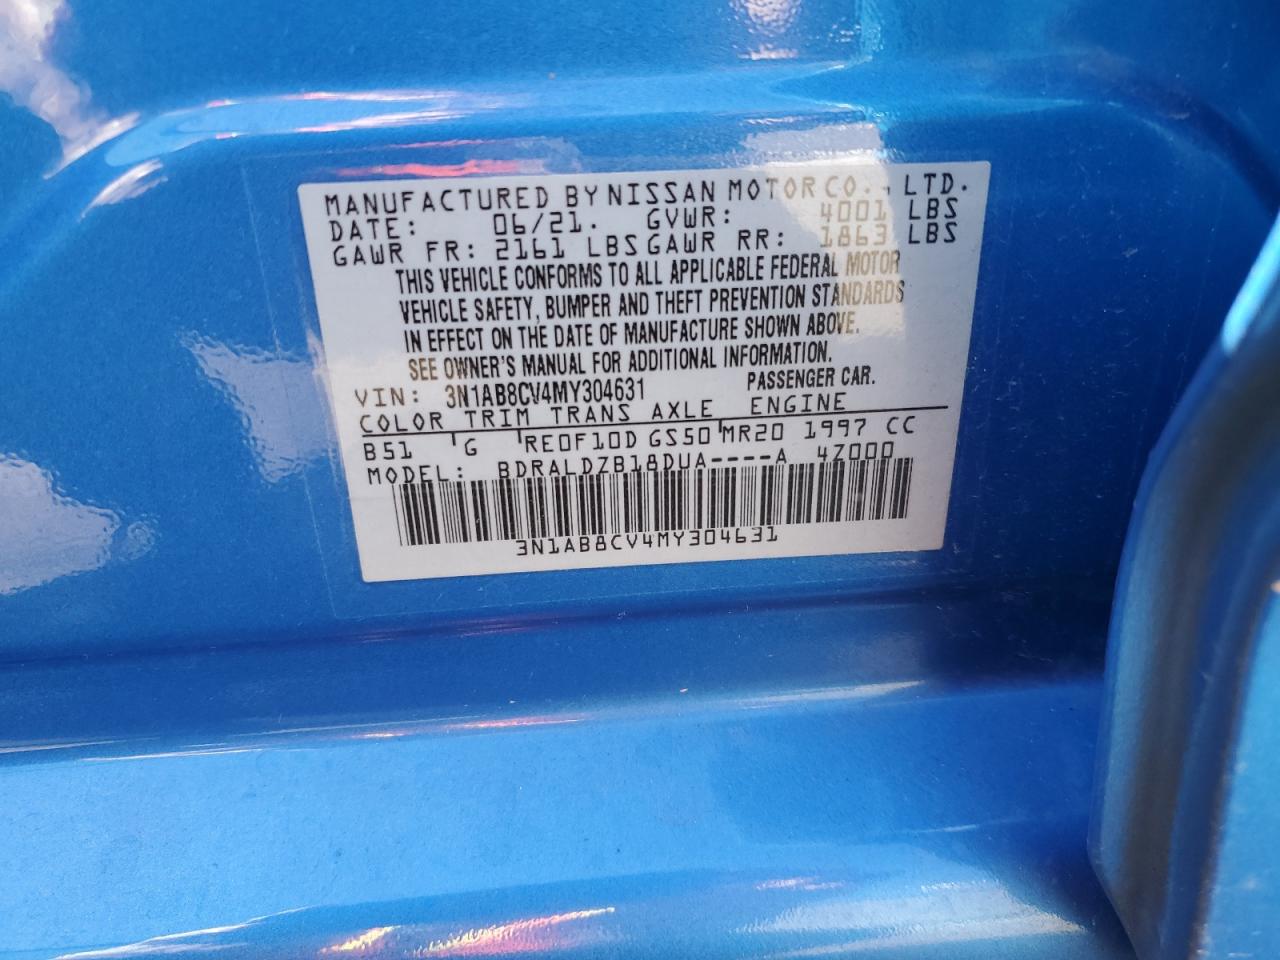 MANUFACTURED BY NISSAN MOTOR CO., LTD.
DATE: 06/21. GVWR: 4001 LBS
GAWR FR: 2161 LBS GAWR RR: 1863 LBS
THIS VEHICLE CONFORMS TO ALL APPLICABLE FEDERAL MOTOR
VEHICLE SAFETY, BUMPER AND THEFT PREVENTION STANDARDS
IN EFFECT ON THE DATE OF MANUFACTURE SHOWN ABOVE.
SEE OWNER'S MANUAL FOR ADDITIONAL INFORMATION.
VIN: 3N1AB8CV4MY304631 PASSENGER CAR.
COLOR TRIM TRANS AXLE ENGINE
B51 G RE0F10D GS50 MR20 1997 CC
MODEL: BDRALDZB18DUA----A 4Z000
3N1AB8CV4MY304631